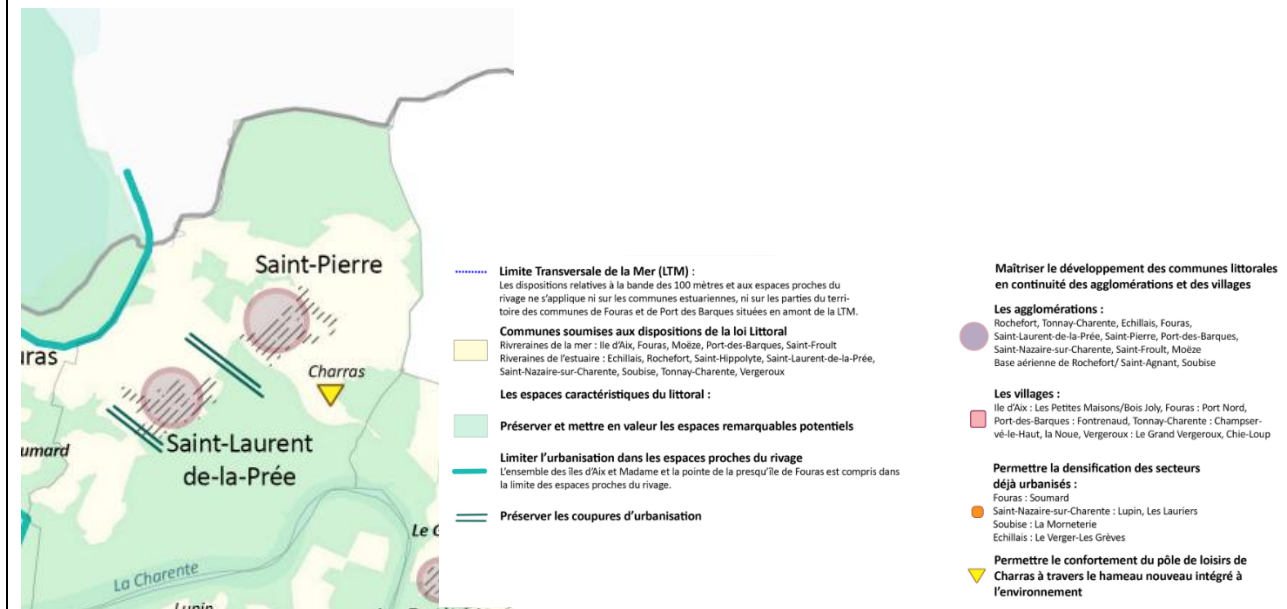 Saint-Pierre
uras
Charras
Saint-Laurent
de-la-Prée
umard
Le G
La Charente
Lupin
Limite Transversale de la Mer (LTM) :
Les dispositions relatives à la bande des 100 mètres et aux espaces proches du
rivage ne s'applique ni sur les communes estuariennes, ni sur les parties du terri-
toire des communes de Fouras et de Port des Barques situées en amont de la LTM.
Communes soumises aux dispositions de la loi Littoral
Rivreraines de la mer : Ile d'Aix, Fouras, Moëze, Port-des-Barques, Saint-Froult
Riveraines de l'estuaire : Echillais, Rochefort, Saint-Hippolyte, Saint-Laurent-de-la-Prée,
Saint-Nazaire-sur-Charente, Soubise, Tonnay-Charente, Vergeroux
Les espaces caractéristiques du littoral :
Préserver et mettre en valeur les espaces remarquables potentiels
Limiter l'urbanisation dans les espaces proches du rivage
L'ensemble des îles d'Aix et Madame et la pointe de la presqu'île de Fouras est compris dans
la limite des espaces proches du rivage.
Préserver les coupures d'urbanisation
Maîtriser le développement des communes littorales
en continuité des agglomérations et des villages
Les agglomérations :
Rochefort, Tonnay-Charente, Echillais, Fouras,
Saint-Laurent-de-la-Prée, Saint-Pierre, Port-des-Barques,
Saint-Nazaire-sur-Charente, Saint-Froult, Moëze
Base aérienne de Rochefort/ Saint-Agnant, Soubise
Les villages :
Ile d'Aix : Les Petites Maisons/Bois Joly, Fouras : Port Nord,
Port-des-Barques : Fontrenaud, Tonnay-Charente : Champser-
vé-le-Haut, la Noue, Vergeroux : Le Grand Vergeroux, Chie-Loup
Permettre la densification des secteurs
déjà urbanisés :
Fouras : Soumard
Saint-Nazaire-sur-Charente : Lupin, Les Lauriers
Soubise : La Morneterie
Echillais : Le Verger-Les Grèves
Permettre le confortement du pôle de loisirs de
Charras à travers le hameau nouveau intégré à
l'environnement